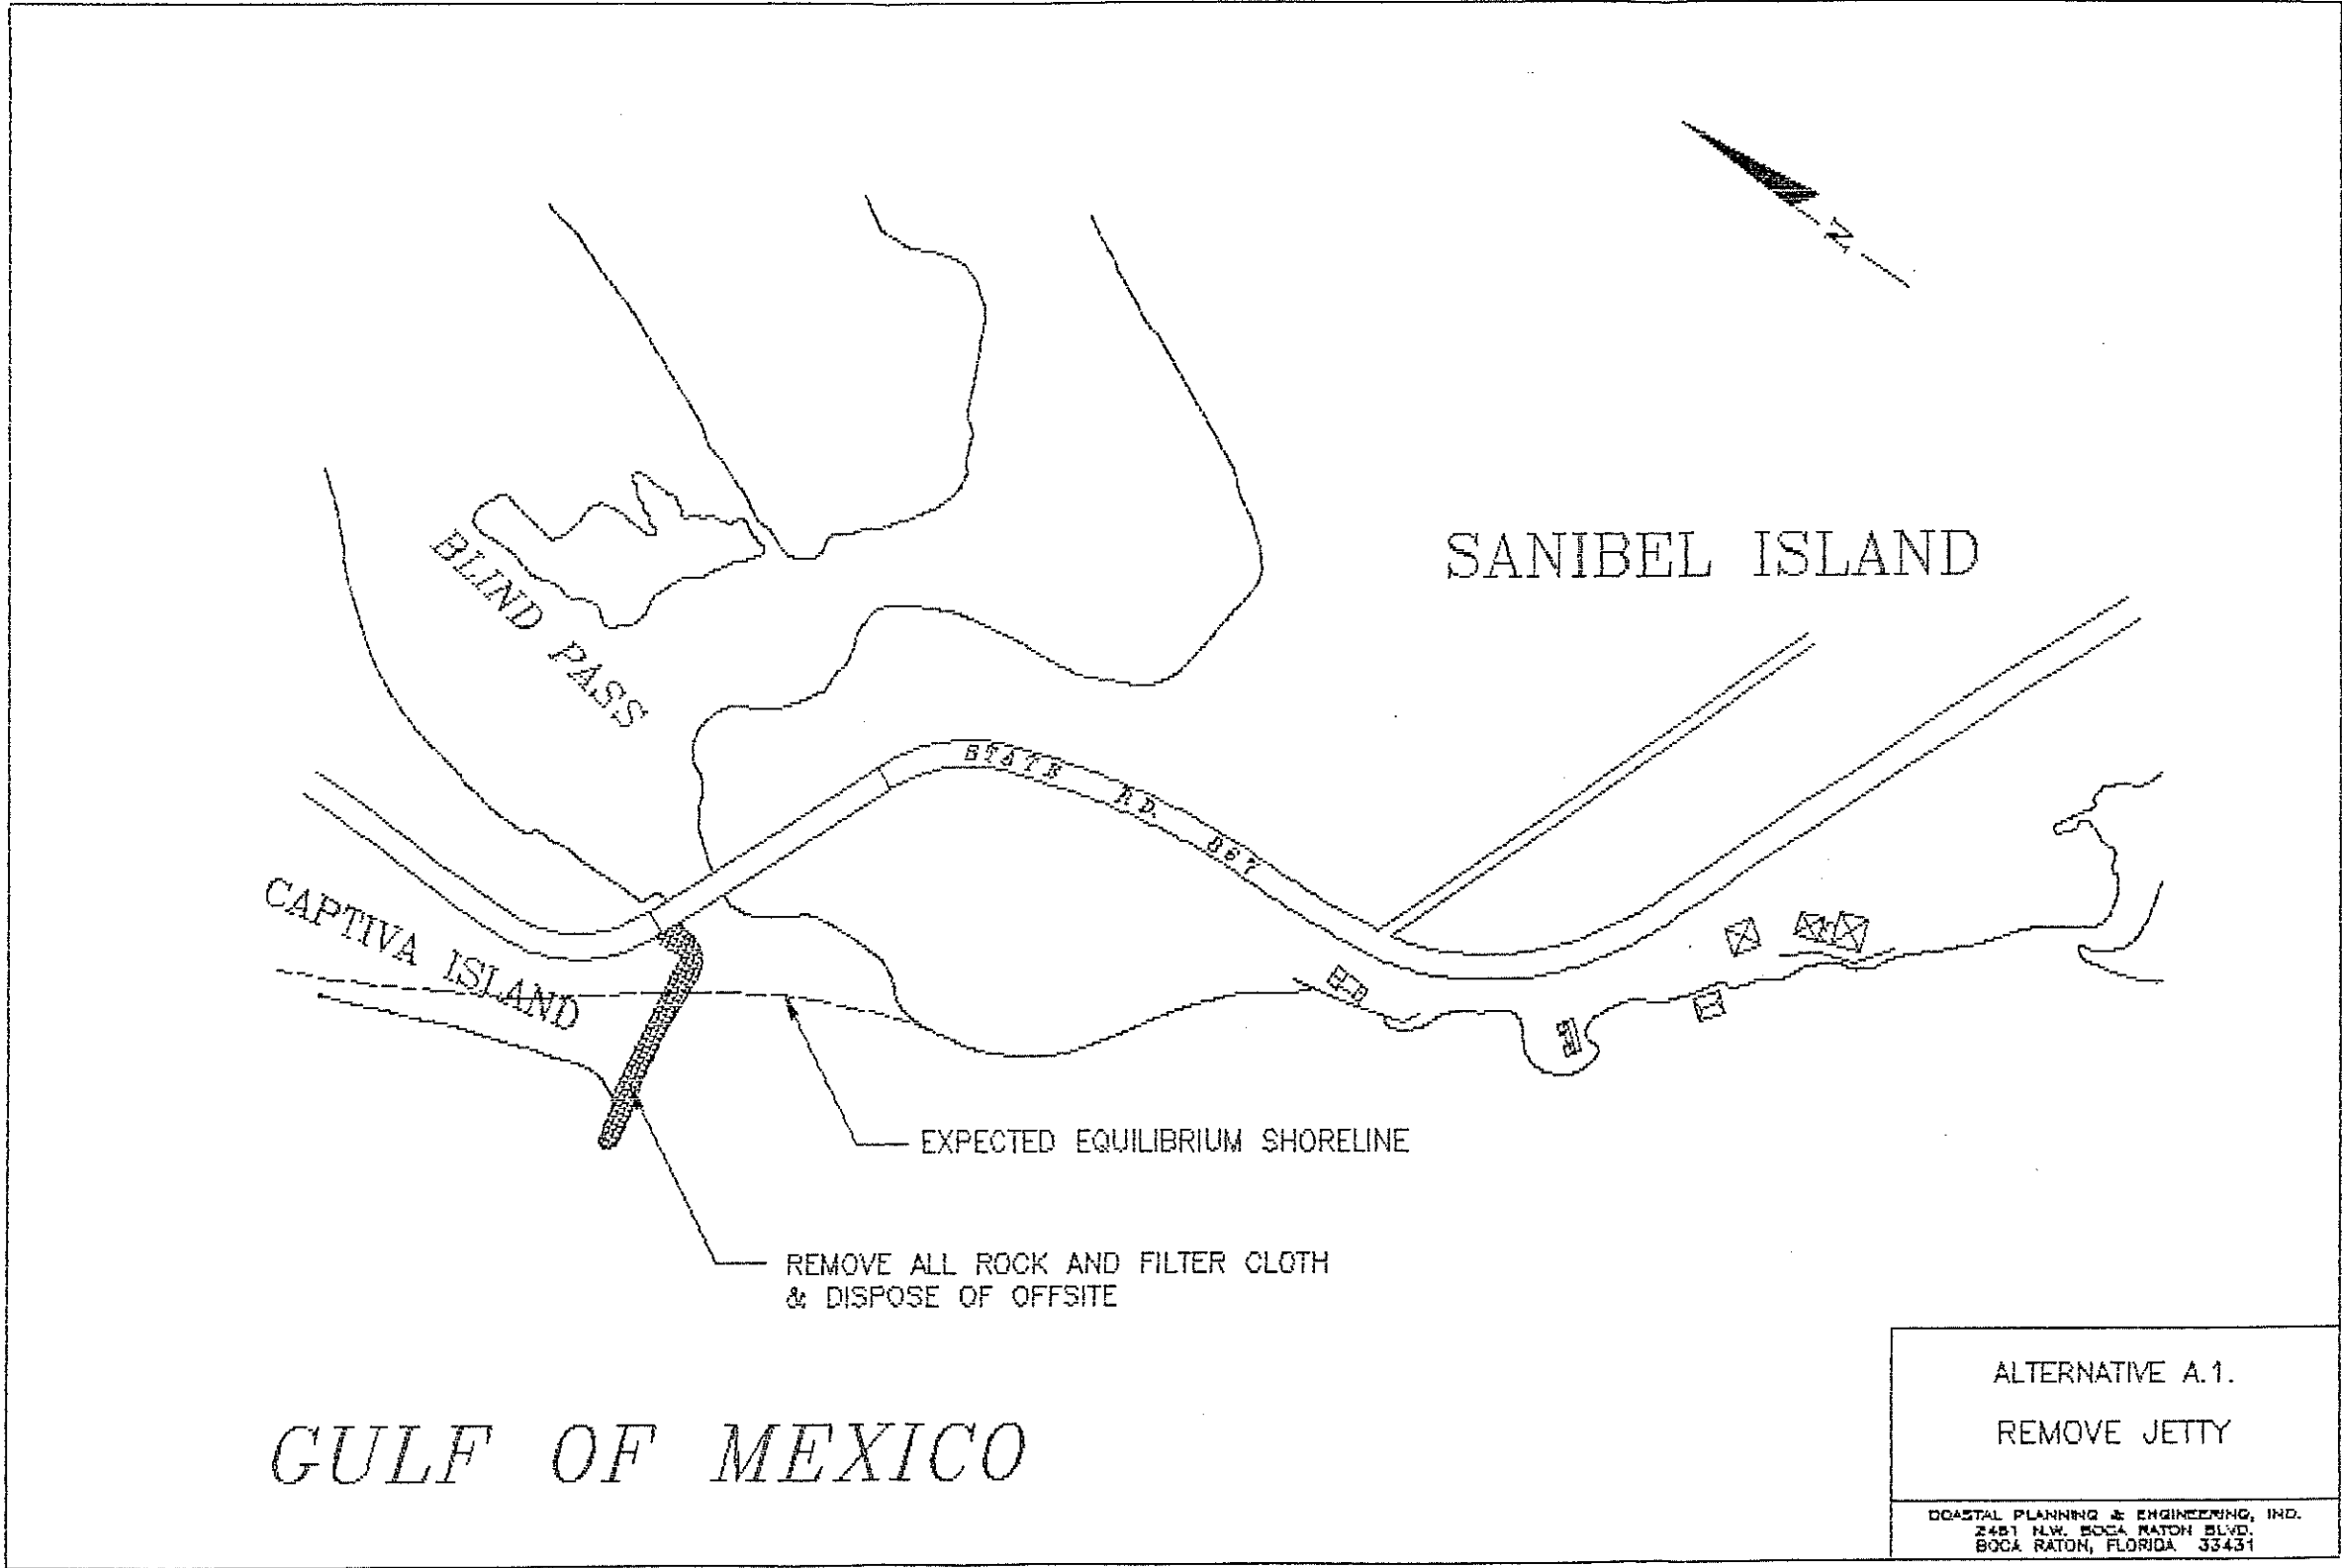 N
SANIBEL ISLAND
BLIND PASS
STATE RD. 867
CAPTIVA ISLAND
EXPECTED EQUILIBRIUM SHORELINE
REMOVE ALL ROCK AND FILTER CLOTH
& DISPOSE OF OFFSITE
GULF OF MEXICO
ALTERNATIVE A.1.
REMOVE JETTY
COASTAL PLANNING & ENGINEERING, INC.
2481 N.W. BOCA RATON BLVD.
BOCA RATON, FLORIDA 33431